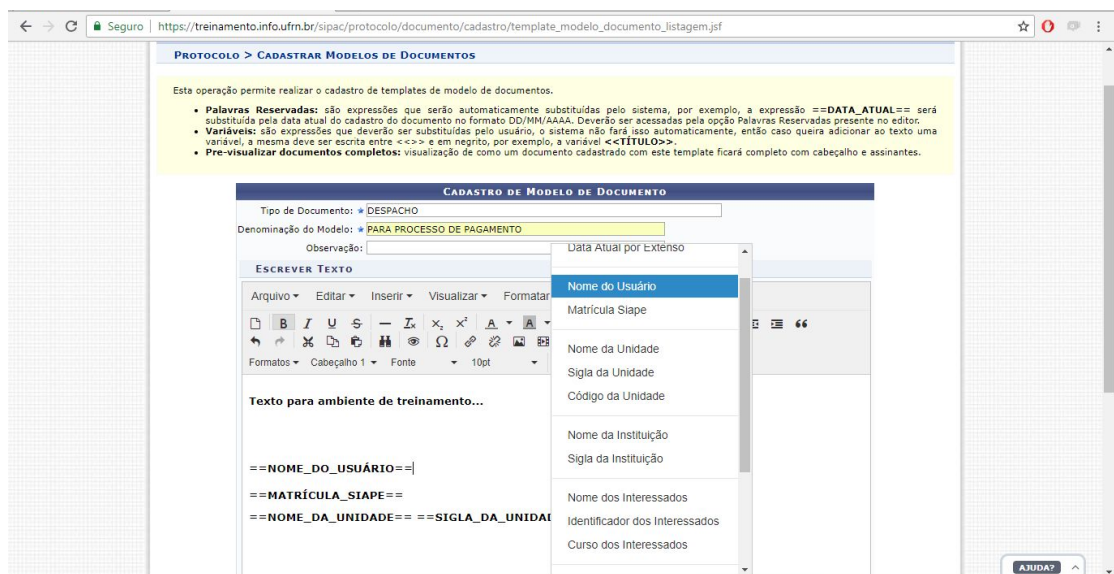 Seguro | https://treinamento.info.ufrn.br/sipac/protocolo/documento/cadastro/template_modelo_documento_listagem.jsf
PROTOCOLO > CADASTRAR MODELOS DE DOCUMENTOS
Esta operação permite realizar o cadastro de templates de modelo de documentos.
• Palavras Reservadas: são expressões que serão automaticamente substituídas pelo sistema, por exemplo, a expressão ==DATA_ATUAL== será
substituída pela data atual do cadastro do documento no formato DD/MM/AAAA. Deverão ser acessadas pela opção Palavras Reservadas presente no editor.
• Variáveis: são expressões que deverão ser substituídas pelo usuário, o sistema não fará isso automaticamente, então caso queira adicionar ao texto uma
variável, a mesma deve ser escrita entre <<>> e em negrito, por exemplo, a variável <<TÍTULO>>.
• Pre-visualizar documentos completos: visualização de como um documento cadastrado com este template ficará completo com cabeçalho e assinantes.
CADASTRO DE MODELO DE DOCUMENTO
Tipo de Documento: DESPACHO
Denominação do Modelo: PARA PROCESSO DE PAGAMENTO
Observação:
Data Atual por Extenso
ESCREVER TEXTO
Nome do Usuário
Arquivo Editar Inserir Visualizar Formatar
Matrícula Siape
B I U S Tx X2 X² A A
Nome da Unidade
Sigla da Unidade
Formatos Cabeçalho 1 Fonte 10pt
Código da Unidade
Texto para ambiente de treinamento...
Nome da Instituição
Sigla da Instituição
==NOME_DO_USUÁRIO==
==MATRÍCULA_SIAPE==
Nome dos Interessados
==NOME_DA_UNIDADE== ==SIGLA_DA_UNIDAD
Identificador dos Interessados
Curso dos Interessados
AJUDA?